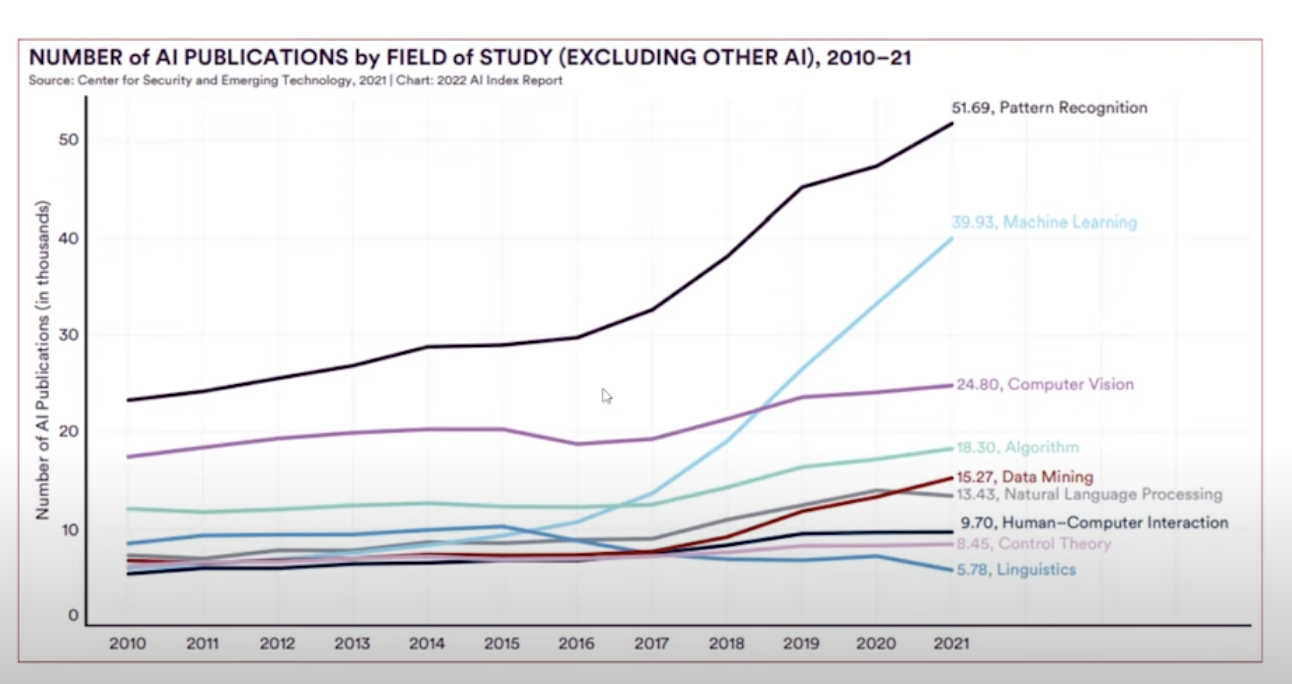 NUMBER of AI PUBLICATIONS by FIELD of STUDY (EXCLUDING OTHER AI), 2010–21
Source: Center for Security and Emerging Technology, 2021 | Chart: 2022 AI Index Report
Number of AI Publications (in thousands)
50
40
30
20
10
0
51.69, Pattern Recognition
39.93, Machine Learning
24.80, Computer Vision
18.30, Algorithm
15.27, Data Mining
13.43, Natural Language Processing
9.70, Human–Computer Interaction
8.45, Control Theory
5.78, Linguistics
2010 2011 2012 2013 2014 2015 2016 2017 2018 2019 2020 2021